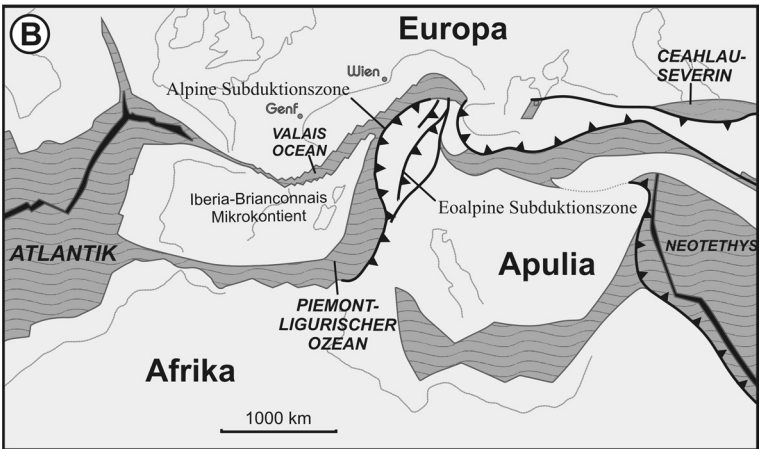 B
Europa
CEAHLAU-
SEVERIN
Wien
Alpine Subduktionszone
Genf
VALAIS
OCEAN
Iberia-Brianconnais
Mikrokontient
Eoalpine Subduktionszone
ATLANTIK
Apulia
NEOTETHYS
PIEMONT-
LIGURISCHER
OZEAN
Afrika
1000 km